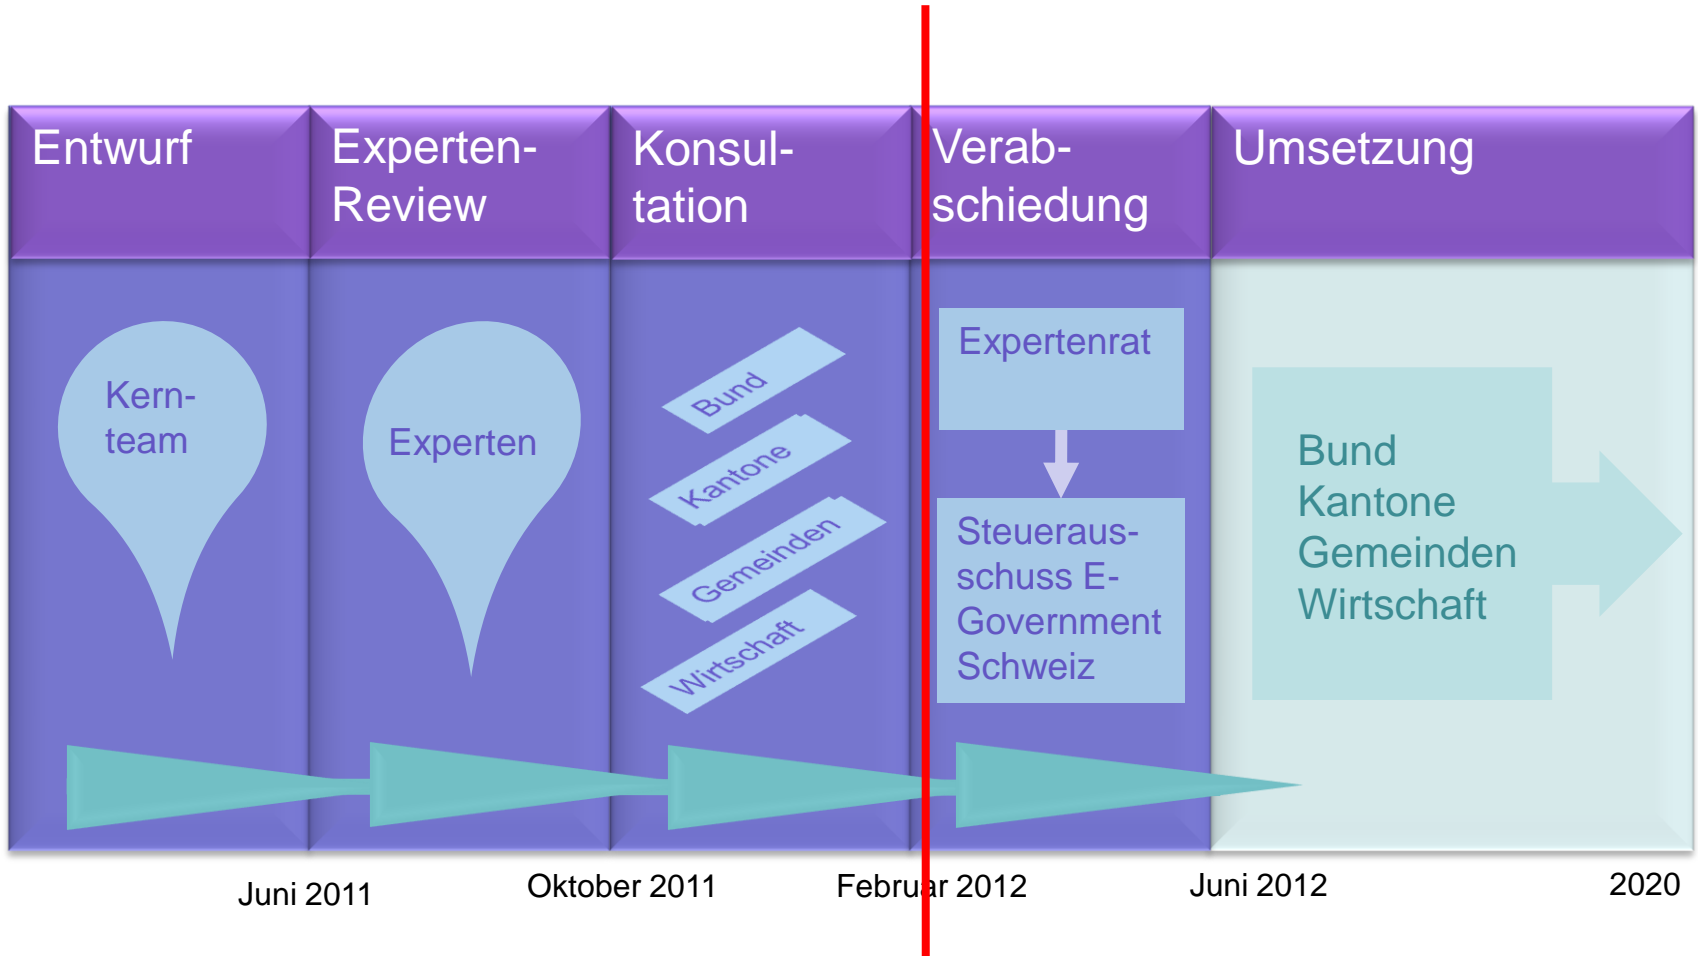 Entwurf
Experten-
Review
Konsul-
tation
Verab-
schiedung
Umsetzung
Kern-
team
Experten
Bund
Kantone
Gemeinden
Wirtschaft
Expertenrat
Steueraus-
schuss E-
Government
Schweiz
Bund
Kantone
Gemeinden
Wirtschaft
Juni 2011
Oktober 2011
Februar 2012
Juni 2012
2020